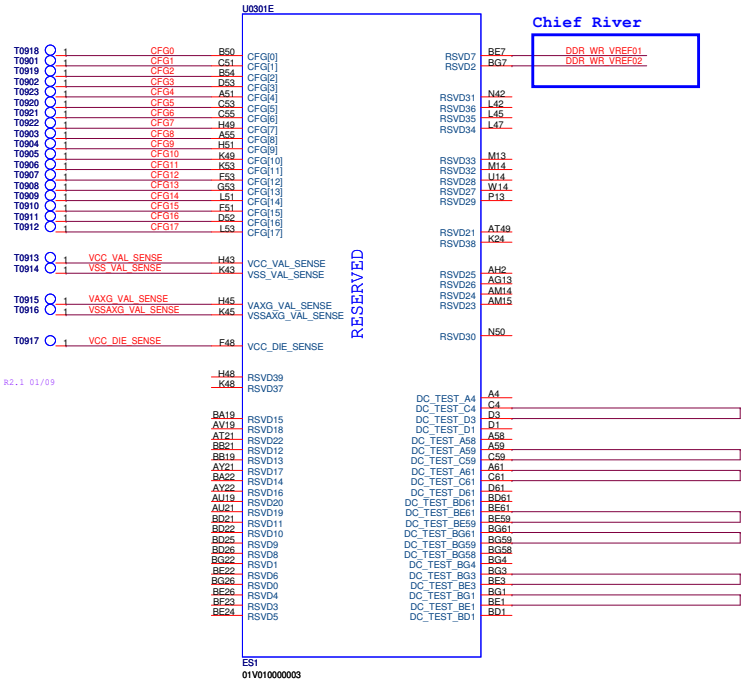 U0301E
Chief River
T0918 1 CFG0 B50 CFG[0]
T0901 1 CFG1 C51 CFG[1]
T0919 1 CFG2 B54 CFG[2]
T0902 1 CFG3 D53 CFG[3]
T0923 1 CFG4 A51 CFG[4]
T0920 1 CFG5 C53 CFG[5]
T0921 1 CFG6 C55 CFG[6]
T0922 1 CFG7 H49 CFG[7]
T0903 1 CFG8 A55 CFG[8]
T0904 1 CFG9 H51 CFG[9]
T0905 1 CFG10 K49 CFG[10]
T0906 1 CFG11 K53 CFG[11]
T0907 1 CFG12 F53 CFG[12]
T0908 1 CFG13 G53 CFG[13]
T0909 1 CFG14 L51 CFG[14]
T0910 1 CFG15 F51 CFG[15]
T0911 1 CFG16 D52 CFG[16]
T0912 1 CFG17 L53 CFG[17]
T0913 1 VCC_VAL_SENSE H43 VCC_VAL_SENSE
T0914 1 VSS_VAL_SENSE K43 VSS_VAL_SENSE
T0915 1 VAXG_VAL_SENSE H45 VAXG_VAL_SENSE
T0916 1 VSSAXG_VAL_SENSE K45 VSSAXG_VAL_SENSE
T0917 1 VCC_DIE_SENSE F48 VCC_DIE_SENSE
R2.1 01/09
H48 RSVD39
K48 RSVD37
BA19 RSVD15
AV19 RSVD18
AT21 RSVD22
BB21 RSVD12
BB19 RSVD13
AY21 RSVD17
BA22 RSVD14
AY22 RSVD16
AU19 RSVD20
AU21 RSVD19
BD21 RSVD11
BD22 RSVD10
BD25 RSVD9
BD26 RSVD8
BG22 RSVD1
BE22 RSVD6
BG26 RSVD0
BE26 RSVD4
BF23 RSVD3
BE24 RSVD5
RESERVED
RSVD7 BE7 DDR_WR_VREF01
RSVD2 BG7 DDR_WR_VREF02
RSVD31 N42
RSVD36 L42
RSVD35 L45
RSVD34 L47
RSVD33 M13
RSVD32 M14
RSVD28 U14
RSVD27 W14
RSVD29 P13
RSVD21 AT49
RSVD38 K24
RSVD25 AH2
RSVD26 AG13
RSVD24 AM14
RSVD23 AM15
RSVD30 N50
DC_TEST_A4 A4
DC_TEST_C4 C4
DC_TEST_D3 D3
DC_TEST_D1 D1
DC_TEST_A58 A58
DC_TEST_A59 A59
DC_TEST_C59 C59
DC_TEST_A61 A61
DC_TEST_C61 C61
DC_TEST_D61 D61
DC_TEST_BD61 BD61
DC_TEST_BE61 BE61
DC_TEST_BE59 BE59
DC_TEST_BG61 BG61
DC_TEST_BG59 BG59
DC_TEST_BG58 BG58
DC_TEST_BG4 BG4
DC_TEST_BG3 BG3
DC_TEST_BE3 BE3
DC_TEST_BG1 BG1
DC_TEST_BE1 BE1
DC_TEST_BD1 BD1
ES1
01V010000003